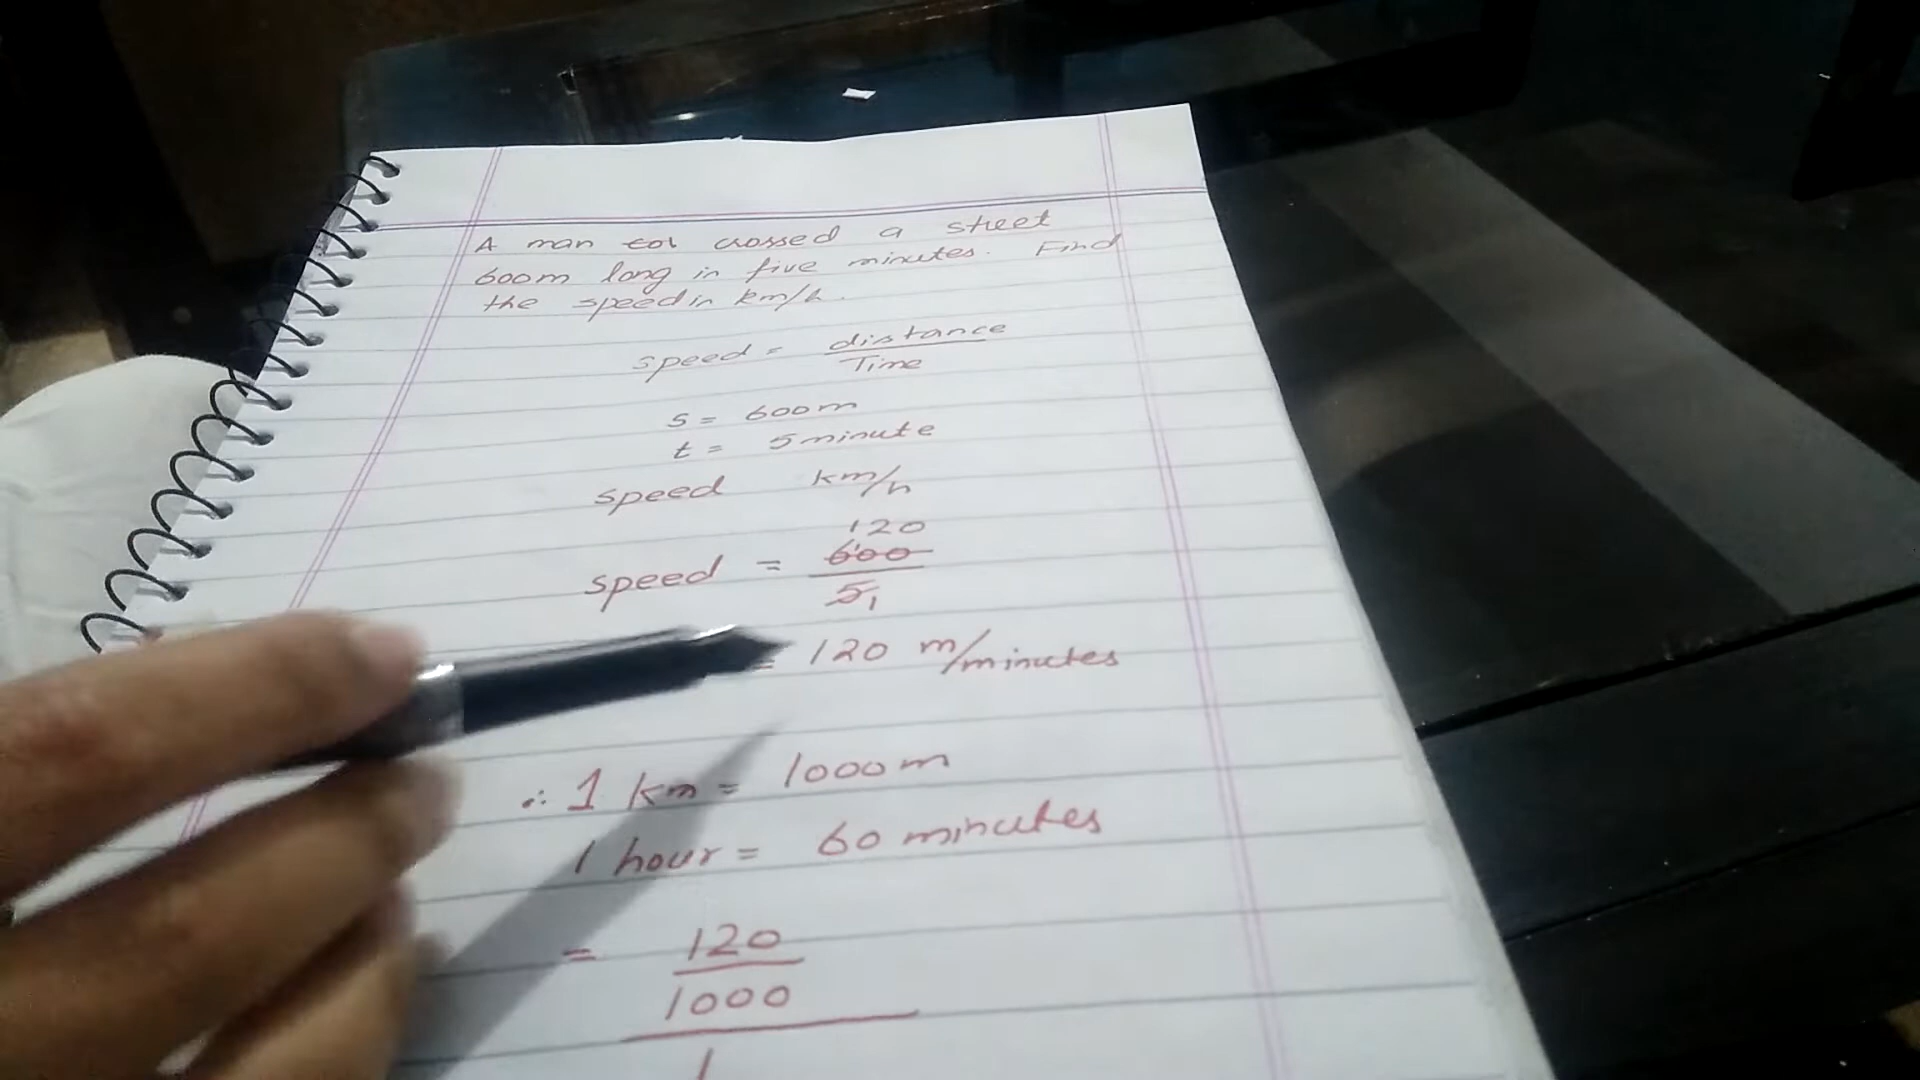 A man crossed a street
600m long in five minutes. Find
the speed in km/h.
speed = distance
Time
s = 600m
t = 5 minute
speed km/h
120
speed = 600
5 1
= 120 m/minutes
∴ 1 km = 1000m
1 hour = 60 minutes
= 120
1000
1